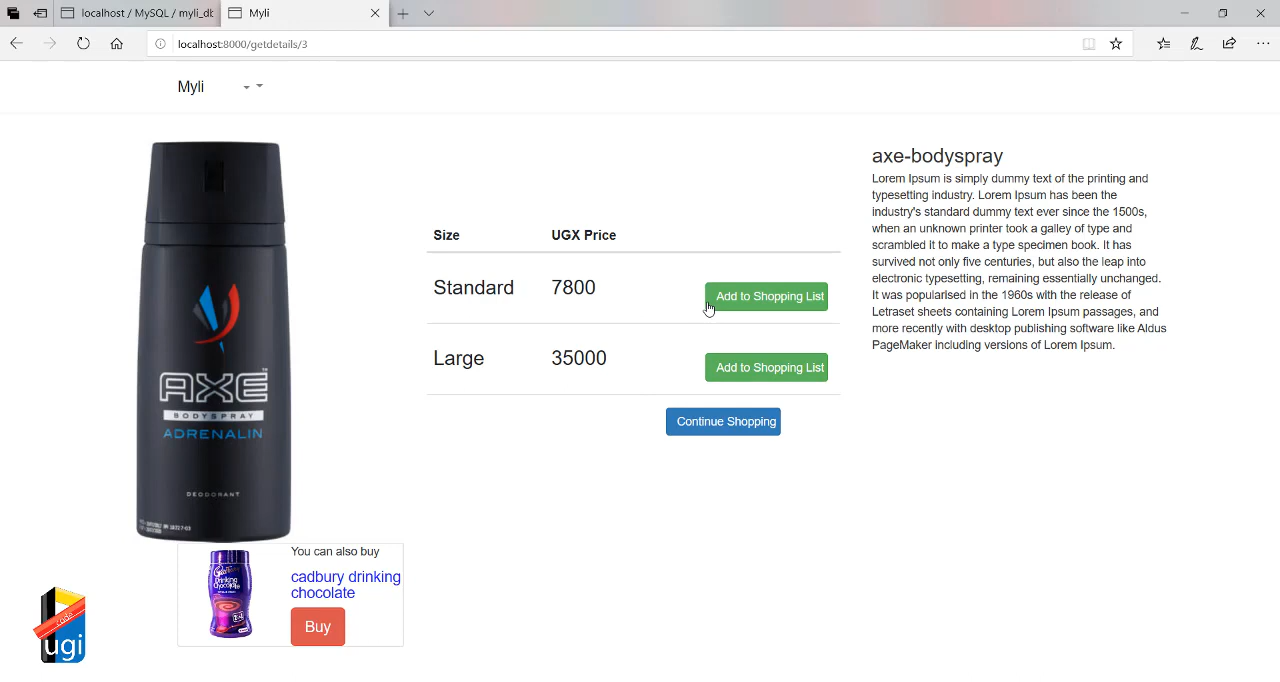 localhost / MySQL / myli_db
Myli
localhost:8000/getdetails/3
Myli
AXE
BODYSPRAY
ADRENALIN
DEODORANT
Size UGX Price
Standard 7800 Add to Shopping List
Large 35000 Add to Shopping List
Continue Shopping
axe-bodyspray
Lorem Ipsum is simply dummy text of the printing and
typesetting industry. Lorem Ipsum has been the
industry's standard dummy text ever since the 1500s,
when an unknown printer took a galley of type and
scrambled it to make a type specimen book. It has
survived not only five centuries, but also the leap into
electronic typesetting, remaining essentially unchanged.
It was popularised in the 1960s with the release of
Letraset sheets containing Lorem Ipsum passages, and
more recently with desktop publishing software like Aldus
PageMaker including versions of Lorem Ipsum.
You can also buy
cadbury drinking
chocolate
Buy
Cadbury
Drinking
Chocolate
code
ugi